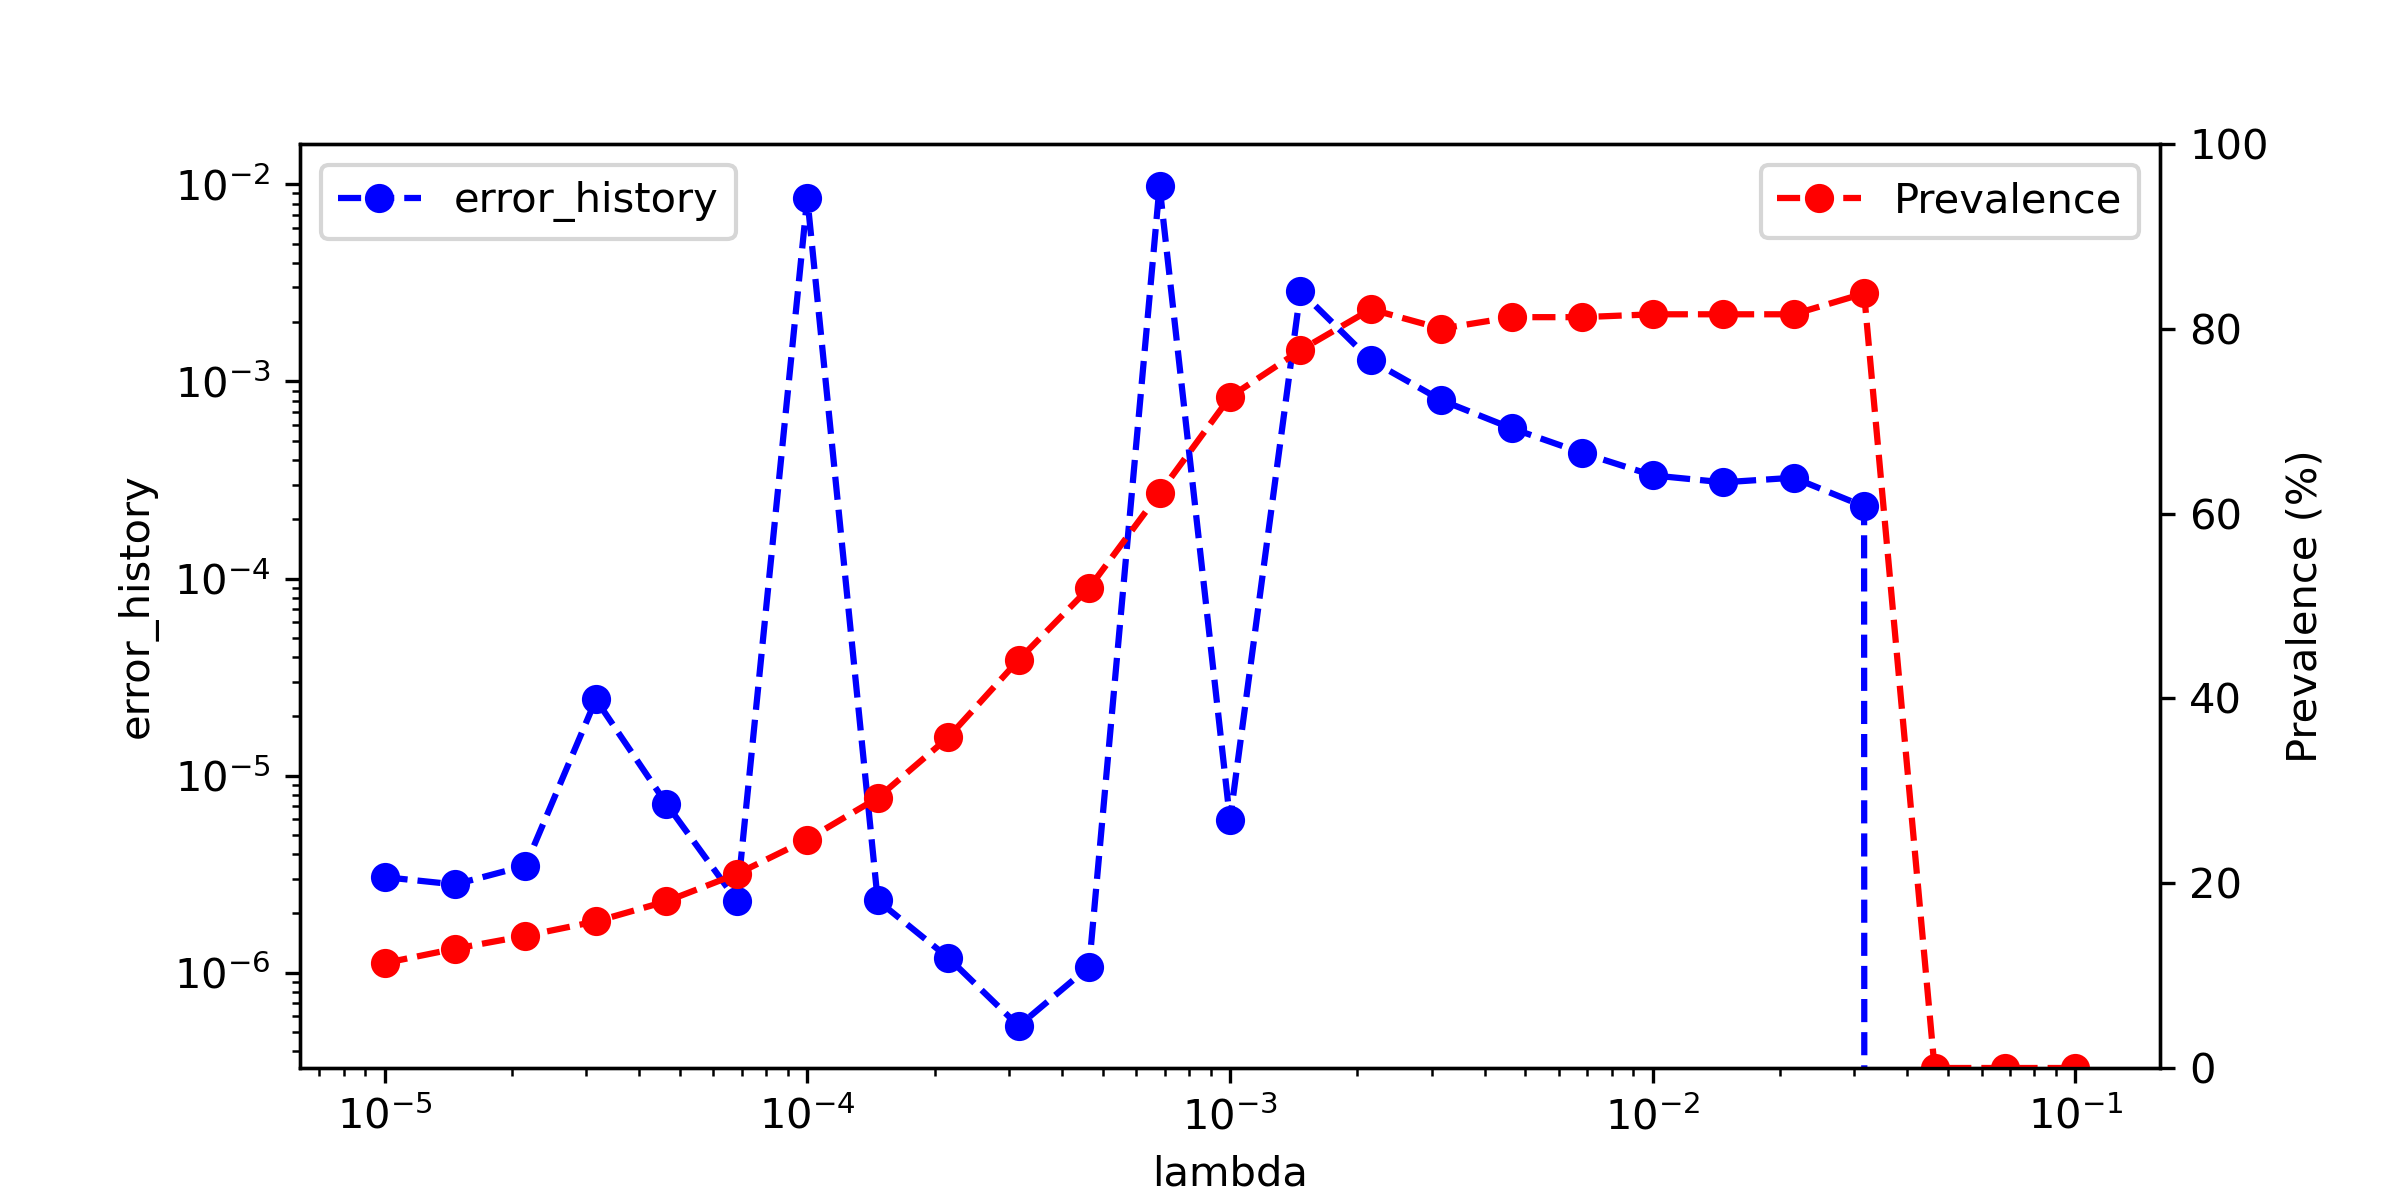 error_history
Prevalence
10⁻²
10⁻³
10⁻⁴
10⁻⁵
10⁻⁶
error_history
100
80
60
40
20
0
Prevalence (%)
10⁻⁵ 10⁻⁴ 10⁻³ 10⁻² 10⁻¹
lambda